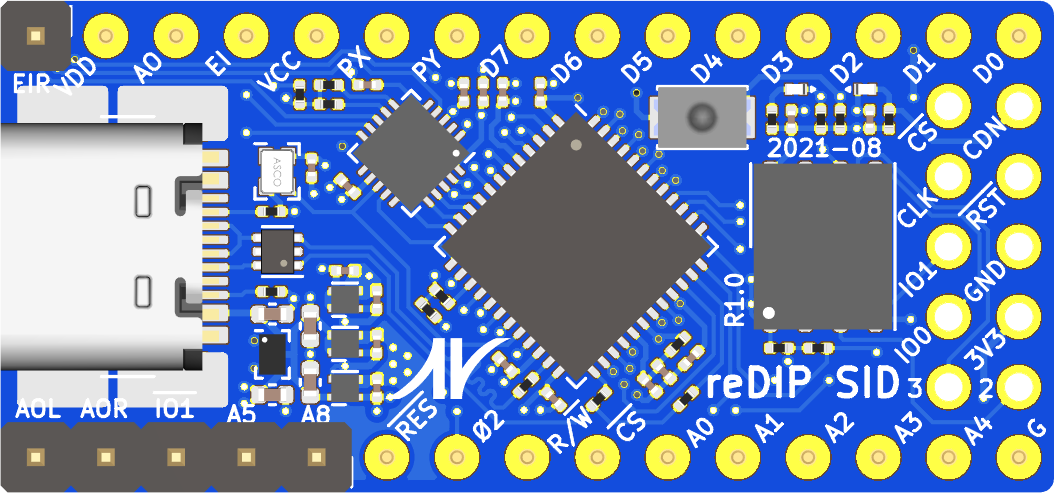 EIR
VDD
AO
EI
VCC
PX
PY
D7
D6
D5
D4
D3
D2
D1
D0
ASCO
2021-08
CS
CDN
CLK
RST
IO1
GND
R1.0
IO0
3V3
reDIP SID
3
2
AOL
AOR
IO1
A5
A8
RES
Ø2
R/W
CS
A0
A1
A2
A3
A4
G